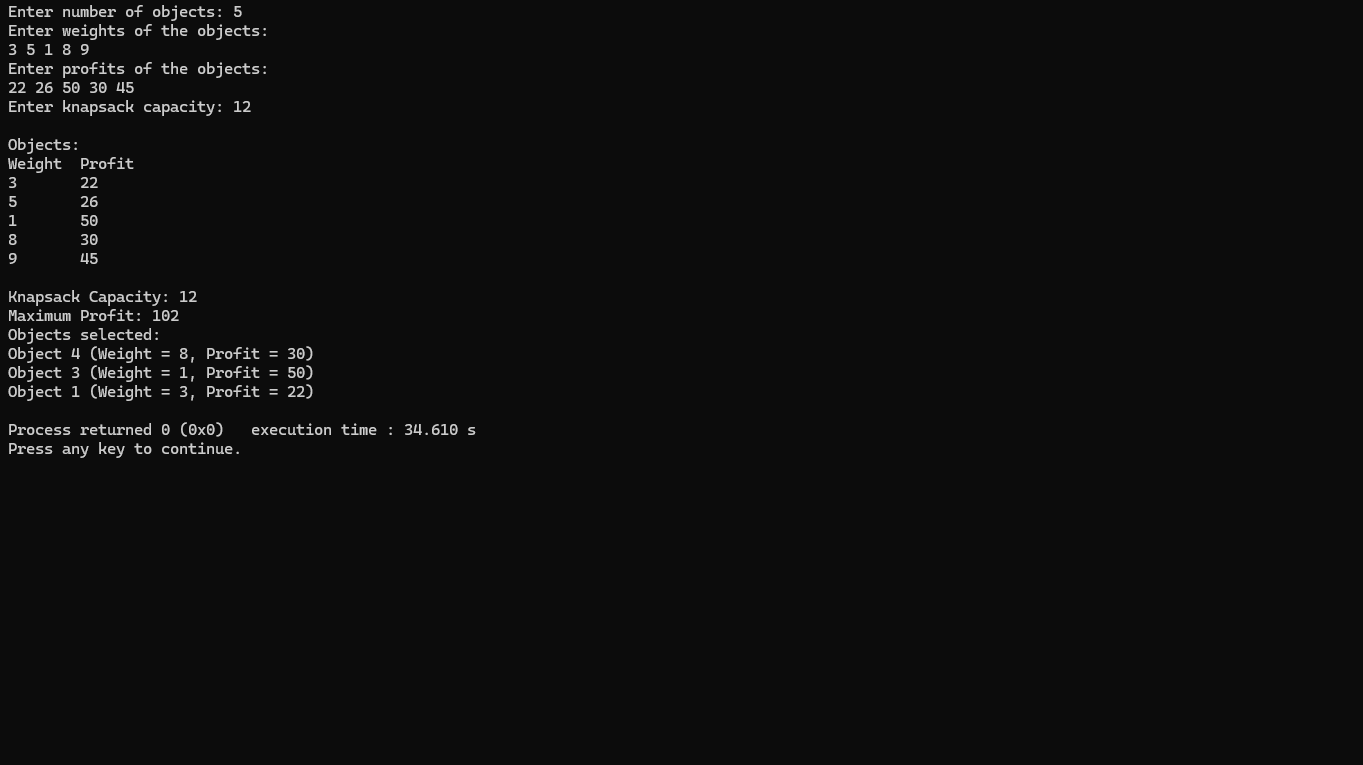 Enter number of objects: 5
Enter weights of the objects:
3 5 1 8 9
Enter profits of the objects:
22 26 50 30 45
Enter knapsack capacity: 12
Objects:
Weight  Profit
3       22
5       26
1       50
8       30
9       45
Knapsack Capacity: 12
Maximum Profit: 102
Objects selected:
Object 4 (Weight = 8, Profit = 30)
Object 3 (Weight = 1, Profit = 50)
Object 1 (Weight = 3, Profit = 22)
Process returned 0 (0x0)   execution time : 34.610 s
Press any key to continue.